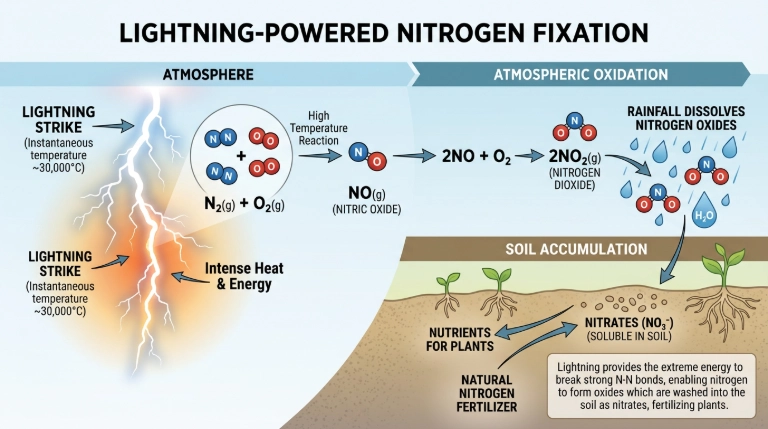 LIGHTNING-POWERED NITROGEN FIXATION
ATMOSPHERE
ATMOSPHERIC OXIDATION
LIGHTNING
STRIKE
(Instantaneous
temperature
~30,000°C)
N N
O O
+
N N
O O
N₂(g) + O₂(g)
High
Temperature
Reaction
N
O
NO(g)
(NITRIC OXIDE)
2NO + O₂
N
O O
2NO₂(g)
(NITROGEN
DIOXIDE)
RAINFALL DISSOLVES
NITROGEN OXIDES
N
O O
N
O O
H₂O
LIGHTNING
STRIKE
(Instantaneous
temperature
~30,000°C)
Intense Heat
& Energy
SOIL ACCUMULATION
NUTRIENTS
FOR PLANTS
NITRATES (NO₃⁻)
(SOLUBLE IN SOIL)
NATURAL
NITROGEN
FERTILIZER
Lightning provides the extreme energy to
break strong N-N bonds, enabling nitrogen
to form oxides which are washed into the
soil as nitrates, fertilizing plants.